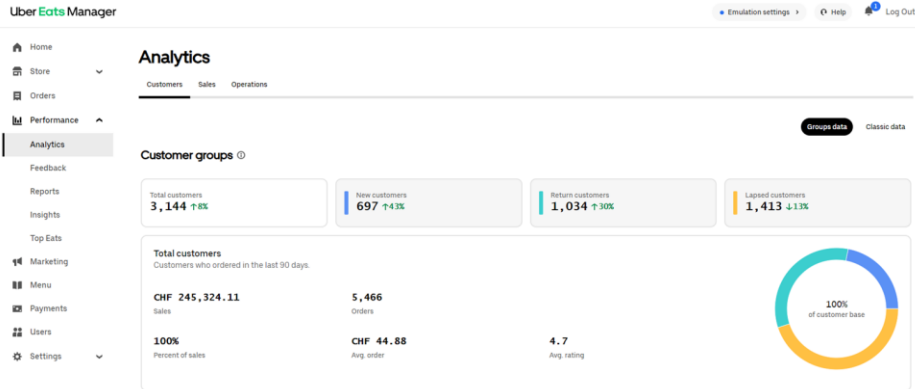 Uber Eats Manager
Emulation settings
Help
1
Log Out
Home
Store
Orders
Performance
Analytics
Feedback
Reports
Insights
Top Eats
Marketing
Menu
Payments
Users
Settings
Analytics
Customers Sales Operations
Groups data Classic data
Customer groups
Total customers
3,144 ↑8%
New customers
697 ↑43%
Return customers
1,034 ↑30%
Lapsed customers
1,413 ↓13%
Total customers
Customers who ordered in the last 90 days.
CHF 245,324.11
Sales
5,466
Orders
100%
Percent of sales
CHF 44.88
Avg. order
4.7
Avg. rating
100%
of customer base